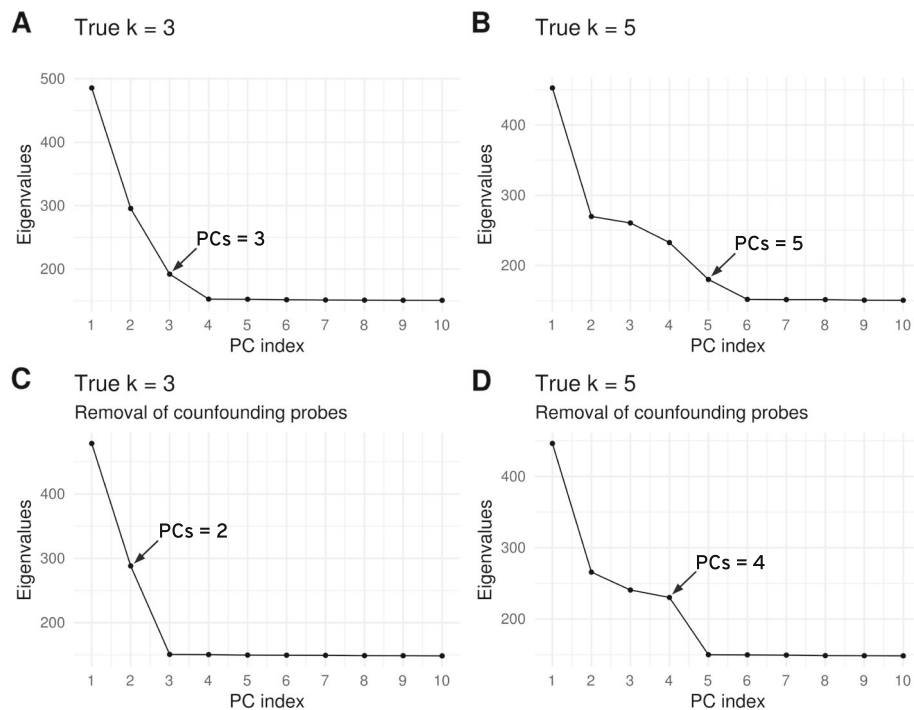 A
True k = 3
500
400
300
200
Eigenvalues
PCs = 3
1 2 3 4 5 6 7 8 9 10
PC index
B
True k = 5
400
300
200
Eigenvalues
PCs = 5
1 2 3 4 5 6 7 8 9 10
PC index
C
True k = 3
Removal of counfounding probes
400
300
200
Eigenvalues
PCs = 2
1 2 3 4 5 6 7 8 9 10
PC index
D
True k = 5
Removal of counfounding probes
400
300
200
Eigenvalues
PCs = 4
1 2 3 4 5 6 7 8 9 10
PC index